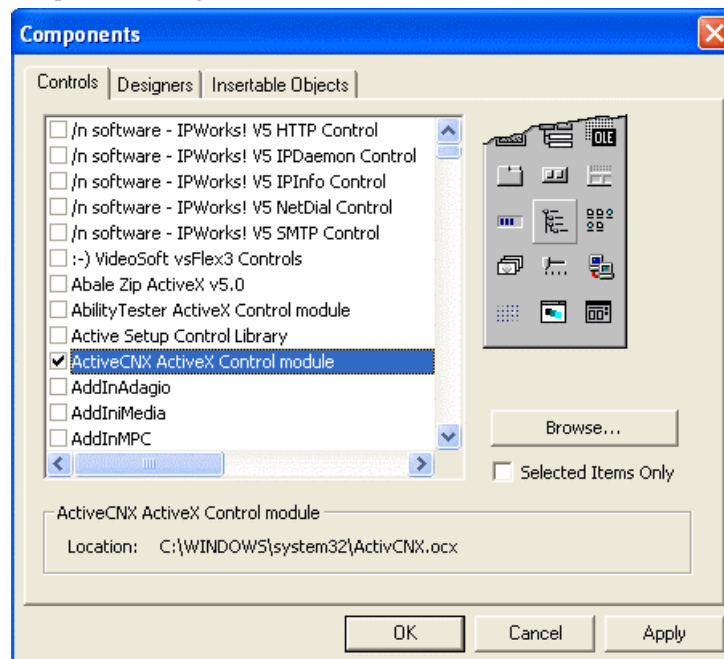 Components
Controls Designers Insertable Objects
/n software - IPWorks! V5 HTTP Control
/n software - IPWorks! V5 IPDaemon Control
/n software - IPWorks! V5 IPInfo Control
/n software - IPWorks! V5 NetDial Control
/n software - IPWorks! V5 SMTP Control
:-) VideoSoft vsFlex3 Controls
Abale Zip ActiveX v5.0
AbilityTester ActiveX Control module
Active Setup Control Library
ActiveCNX ActiveX Control module
AddInAdagio
AddIniMedia
AddInMPC
OLE
Browse...
Selected Items Only
ActiveCNX ActiveX Control module
Location: C:\WINDOWS\system32\ActivCNX.ocx
OK Cancel Apply